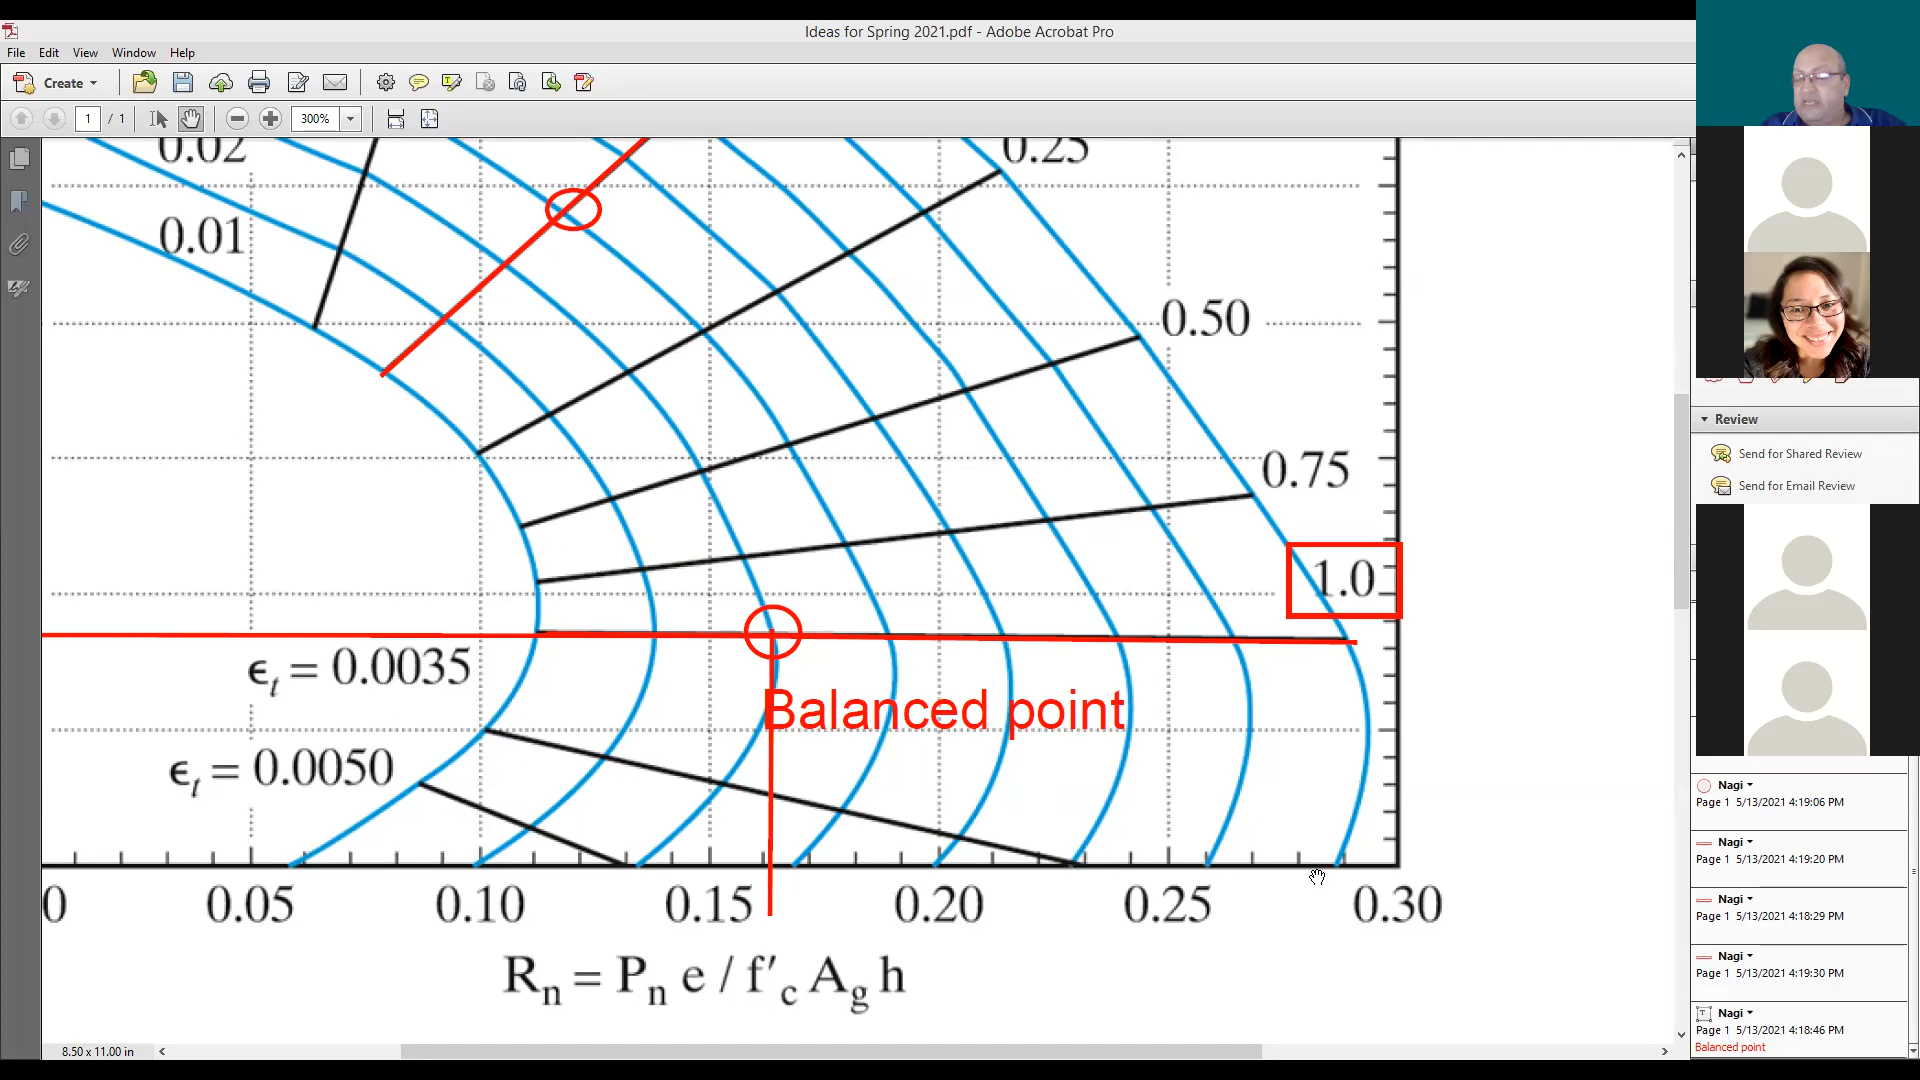 Ideas for Spring 2021.pdf - Adobe Acrobat Pro
File Edit View Window Help
Create
1 / 1 300%
0.02
0.25
0.01
0.50
0.75
1.0
ϵt = 0.0035
Balanced point
ϵt = 0.0050
0 0.05 0.10 0.15 0.20 0.25 0.30
Rn = Pn e / f′c Ag h
8.50 x 11.00 in
Review
Send for Shared Review
Send for Email Review
Nagi
Page 1 5/13/2021 4:19:06 PM
Nagi
Page 1 5/13/2021 4:19:20 PM
Nagi
Page 1 5/13/2021 4:18:29 PM
Nagi
Page 1 5/13/2021 4:19:30 PM
T Nagi
Page 1 5/13/2021 4:18:46 PM
Balanced point